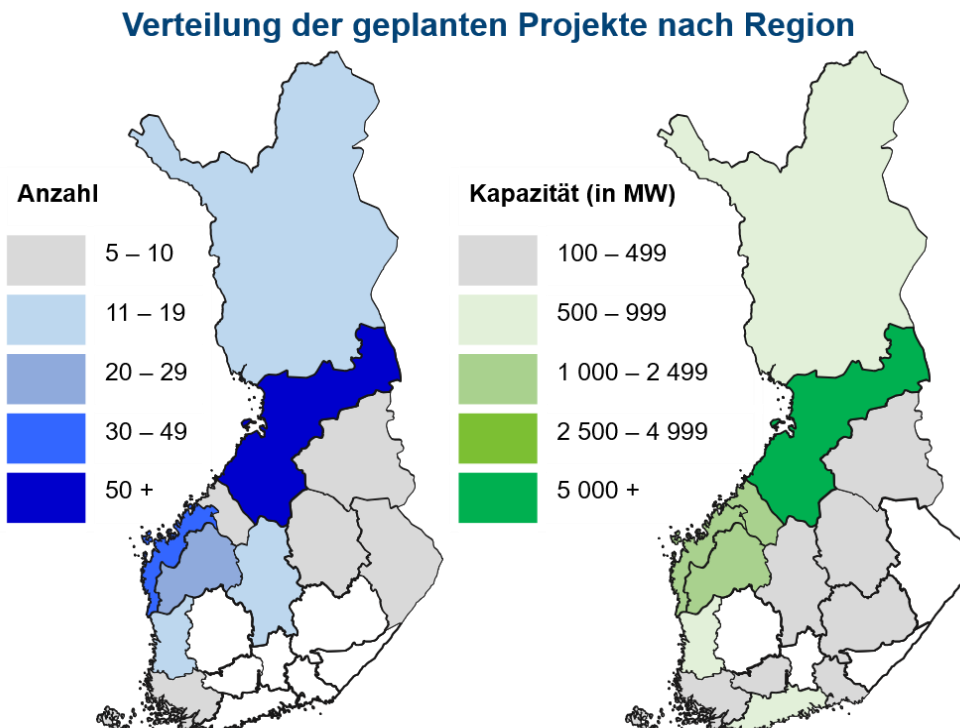 Verteilung der geplanten Projekte nach Region
Anzahl
5 – 10
11 – 19
20 – 29
30 – 49
50 +
Kapazität (in MW)
100 – 499
500 – 999
1 000 – 2 499
2 500 – 4 999
5 000 +